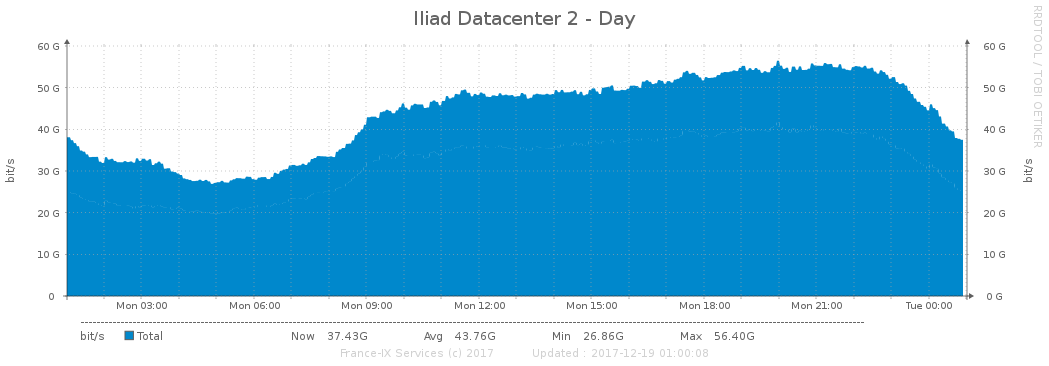 Iliad Datacenter 2 - Day
RRDTOOL / TOBI OETIKER
60 G 60 G
50 G 50 G
40 G 40 G
30 G 30 G
20 G 20 G
10 G 10 G
0 0 G
bit/s bit/s
Mon 03:00 Mon 06:00 Mon 09:00 Mon 12:00 Mon 15:00 Mon 18:00 Mon 21:00 Tue 00:00
bit/s Total Now 37.43G Avg 43.76G Min 26.86G Max 56.40G
France-IX Services (c) 2017 Updated : 2017-12-19 01:00:08